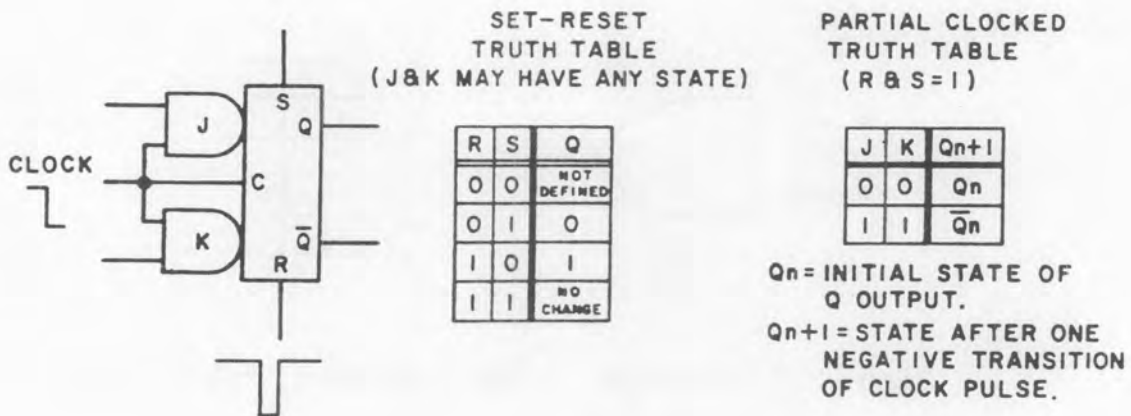 SET-RESET
TRUTH TABLE
(J&K MAY HAVE ANY STATE)
R S Q
0 0 NOT DEFINED
0 1 0
1 0 1
1 1 NO CHANGE
PARTIAL CLOCKED
TRUTH TABLE
(R & S = 1)
J K Qn+1
0 0 Qn
1 1 Q̅n
Qn = INITIAL STATE OF
Q OUTPUT.
Qn+1 = STATE AFTER ONE
NEGATIVE TRANSITION
OF CLOCK PULSE.
CLOCK
J
K
S
Q
C
Q̅
R